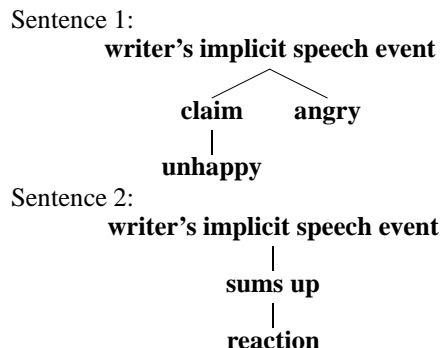 Sentence 1:
writer's implicit speech event
claim angry
unhappy
Sentence 2:
writer's implicit speech event
sums up
reaction